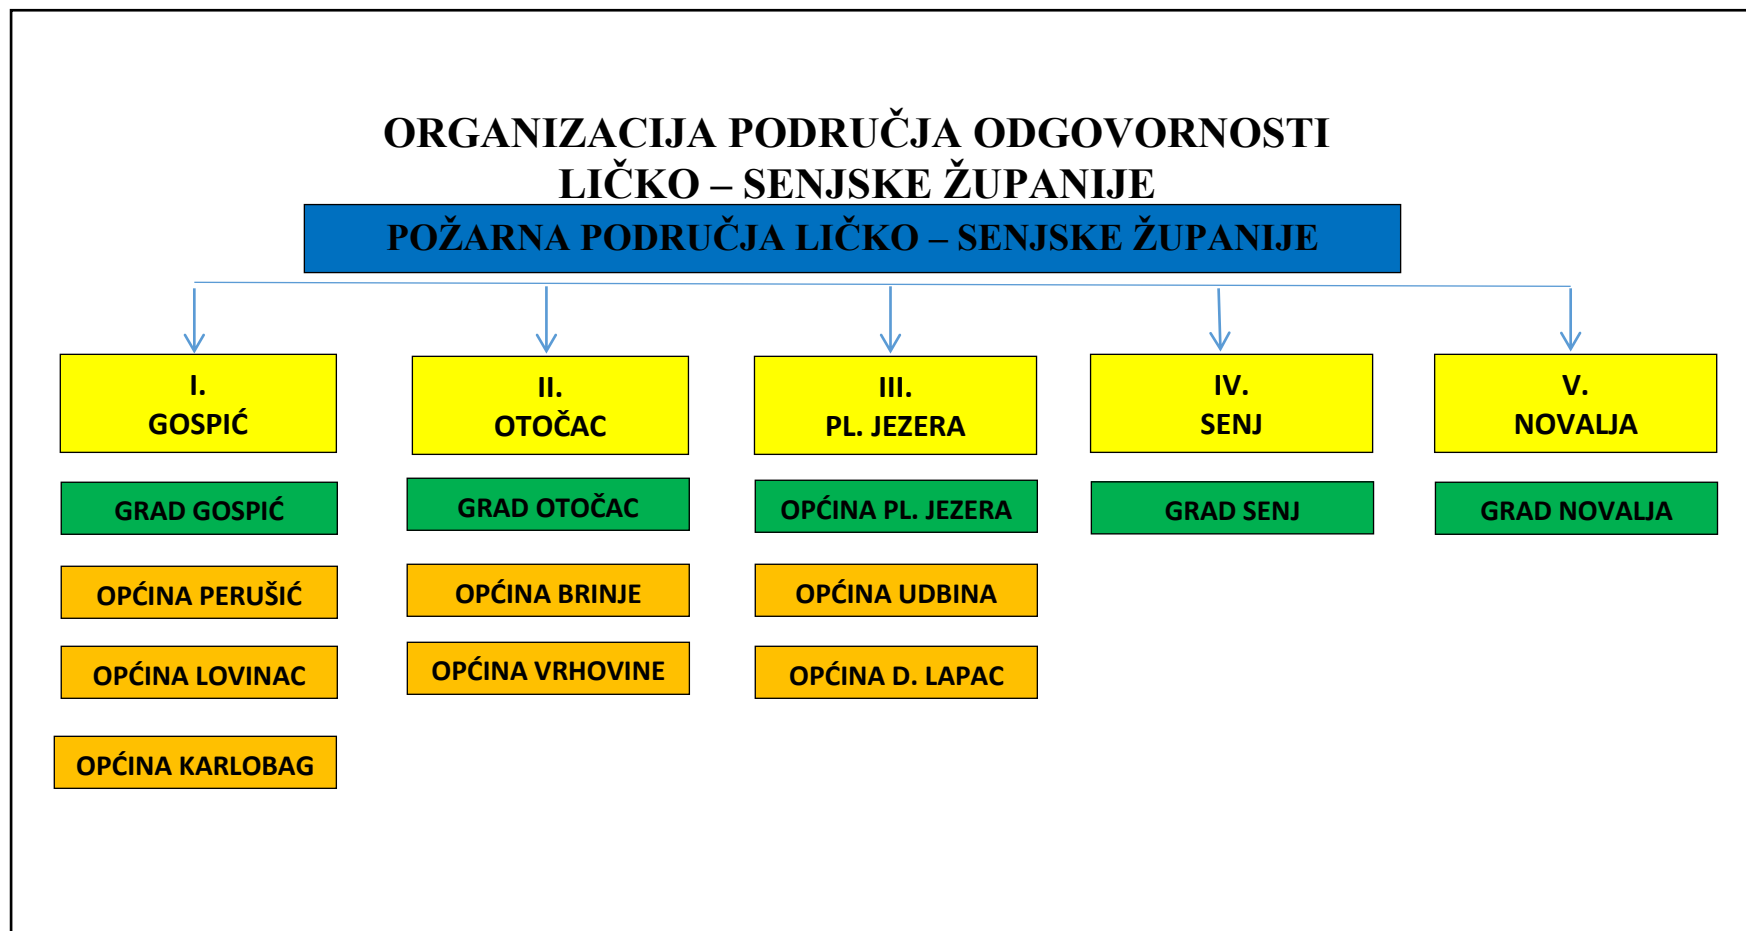 ORGANIZACIJA PODRUČJA ODGOVORNOSTI
LIČKO – SENJSKE ŽUPANIJE
POŽARNA PODRUČJA LIČKO – SENJSKE ŽUPANIJE
I.
GOSPIĆ
GRAD GOSPIĆ
OPĆINA PERUŠIĆ
OPĆINA LOVINAC
OPĆINA KARLOBAG
II.
OTOČAC
GRAD OTOČAC
OPĆINA BRINJE
OPĆINA VRHOVINE
III.
PL. JEZERA
OPĆINA PL. JEZERA
OPĆINA UDBINA
OPĆINA D. LAPAC
IV.
SENJ
GRAD SENJ
V.
NOVALJA
GRAD NOVALJA